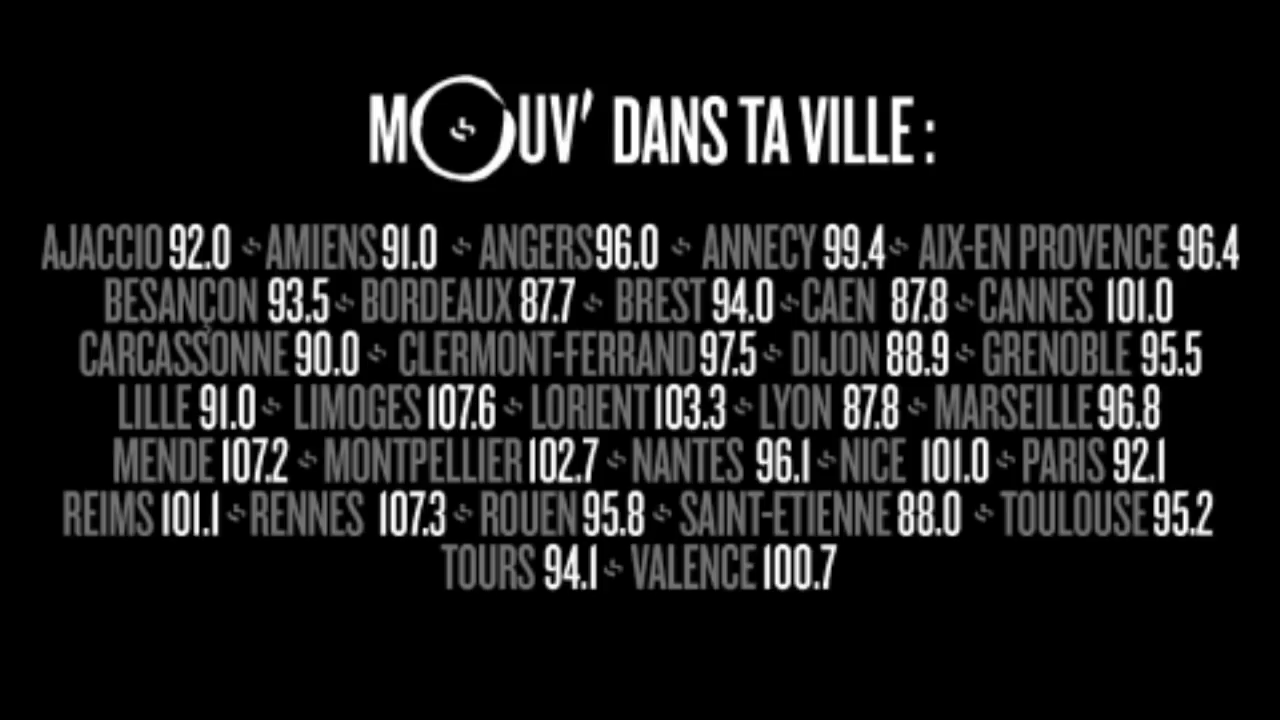 MOUV' DANS TA VILLE :
AJACCIO 92.0 AMIENS 91.0 ANGERS 96.0 ANNECY 99.4 AIX-EN PROVENCE 96.4
BESANÇON 93.5 BORDEAUX 87.7 BREST 94.0 CAEN 87.8 CANNES 101.0
CARCASSONNE 90.0 CLERMONT-FERRAND 97.5 DIJON 88.9 GRENOBLE 95.5
LILLE 91.0 LIMOGES 107.6 LORIENT 103.3 LYON 87.8 MARSEILLE 96.8
MENDE 107.2 MONTPELLIER 102.7 NANTES 96.1 NICE 101.0 PARIS 92.1
REIMS 101.1 RENNES 107.3 ROUEN 95.8 SAINT-ETIENNE 88.0 TOULOUSE 95.2
TOURS 94.1 VALENCE 100.7